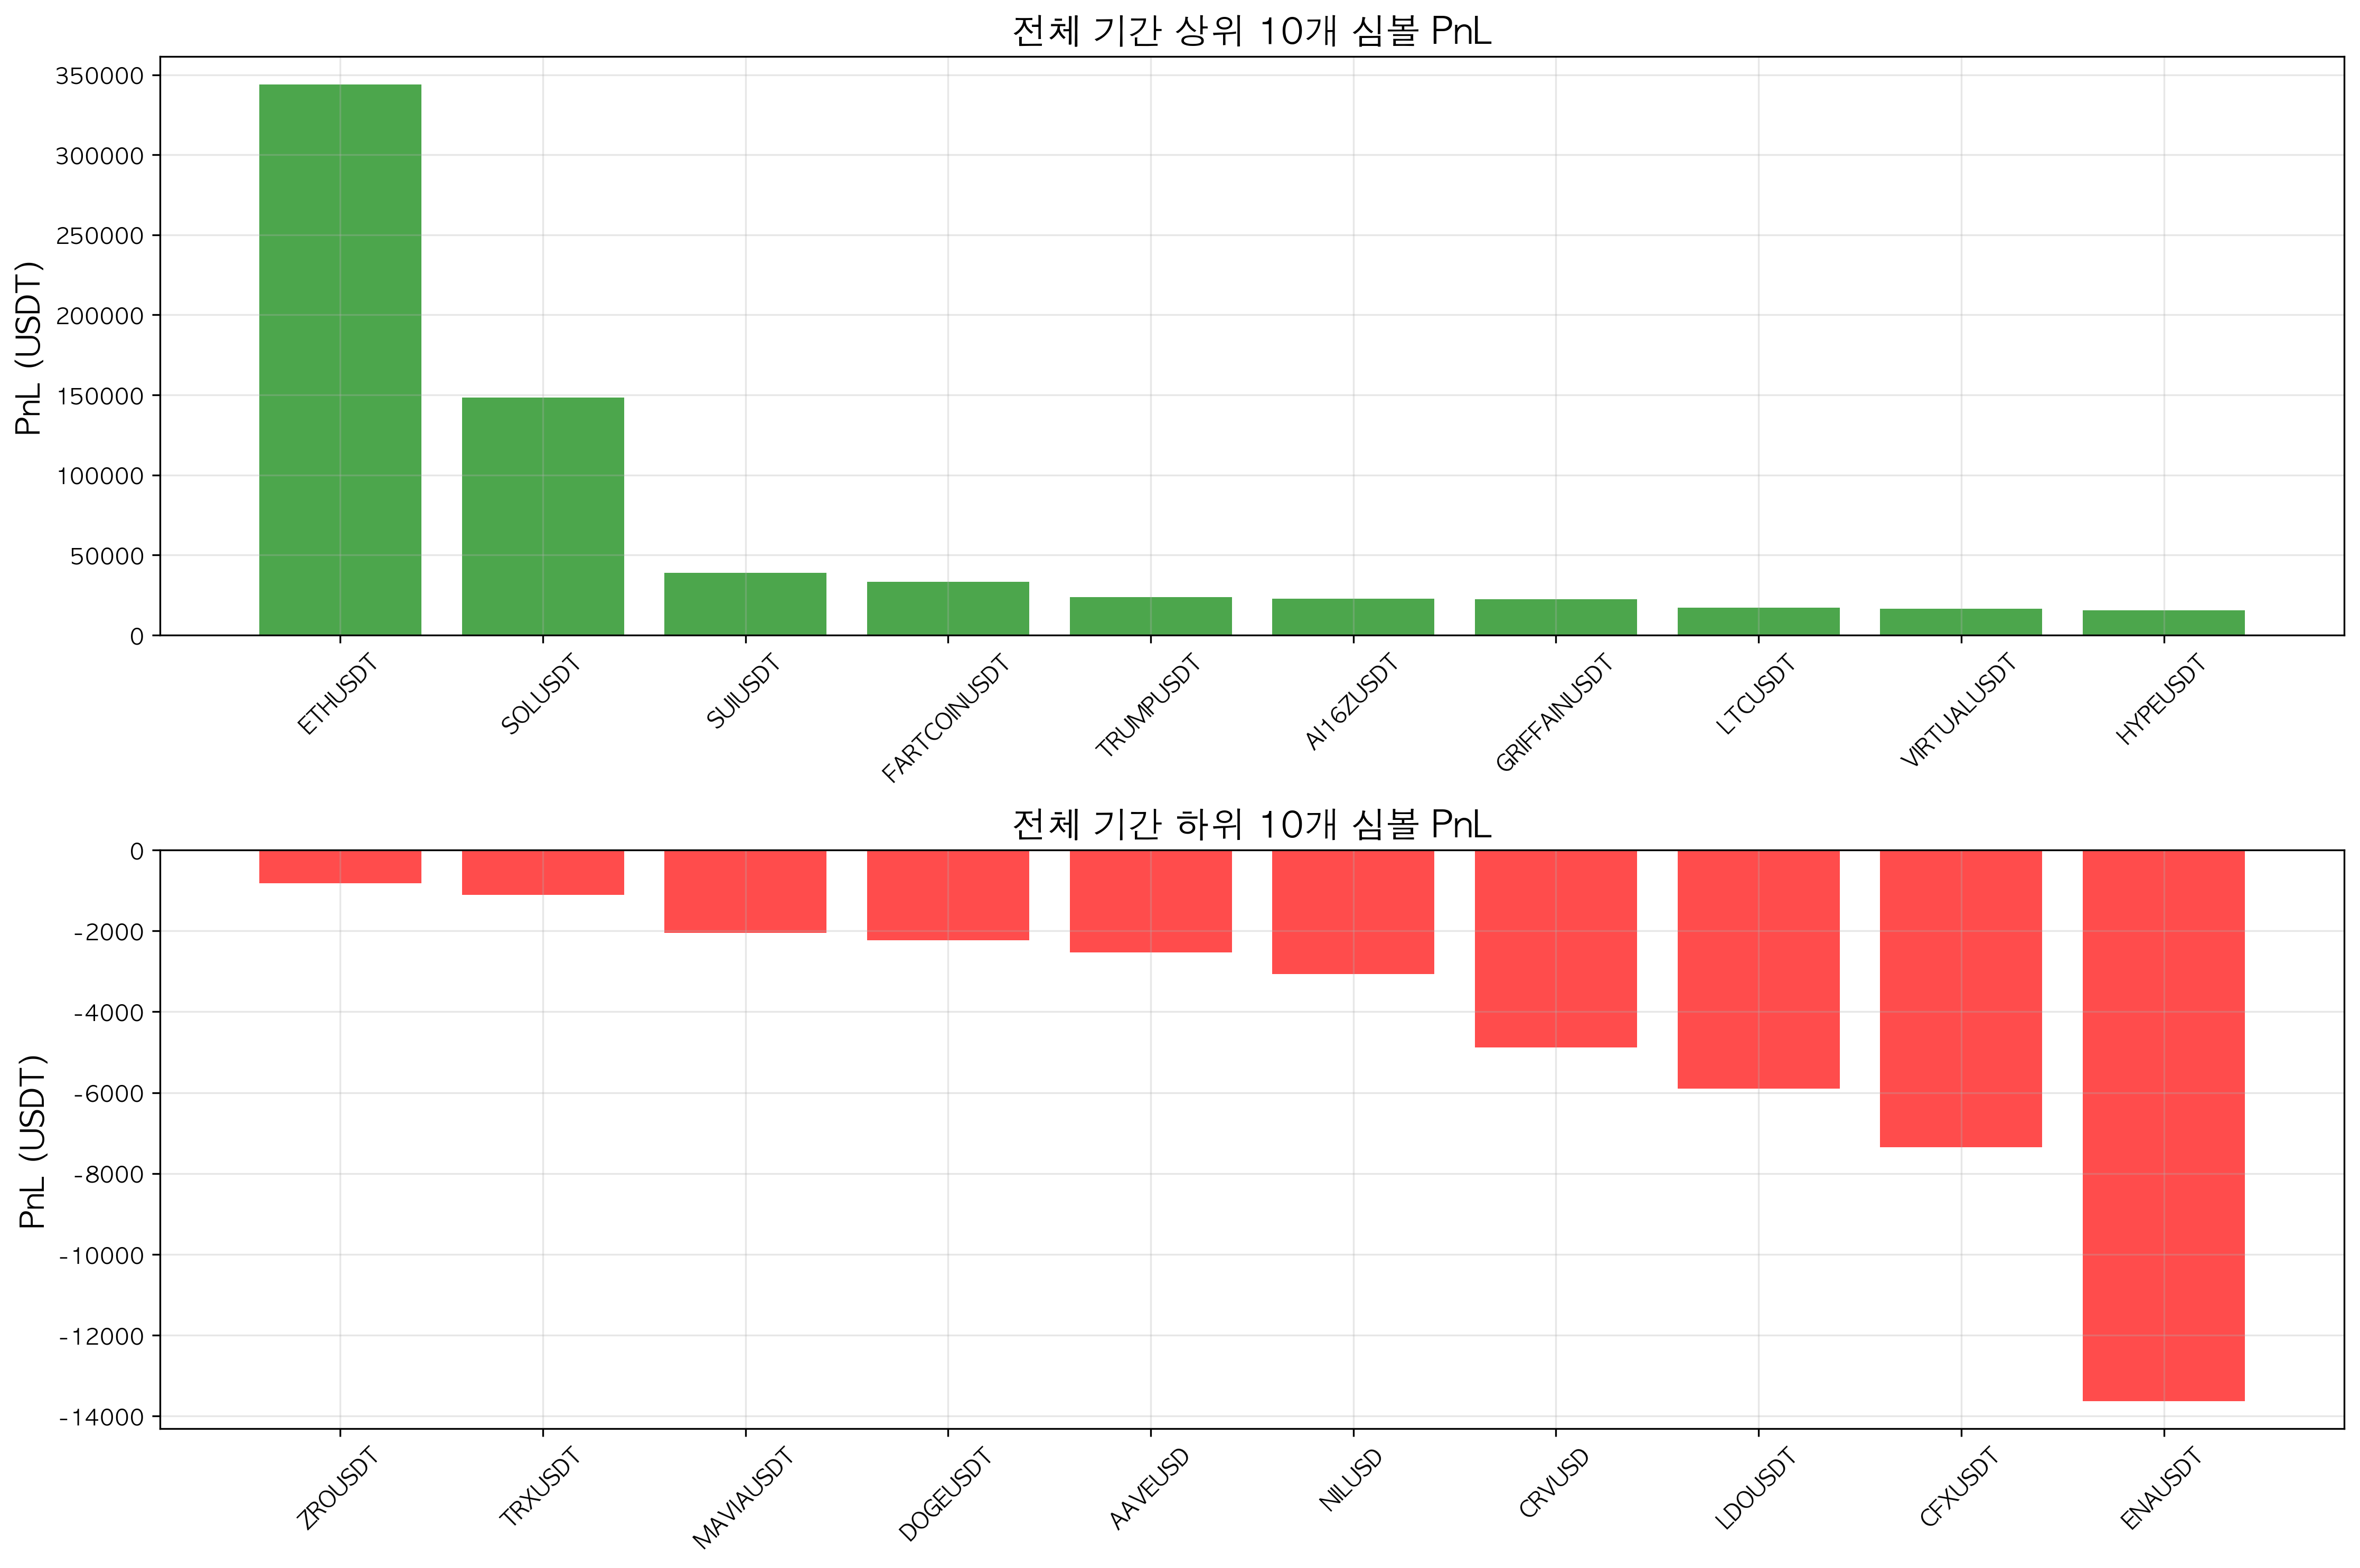 전체 기간 상위 10개 심볼 PnL
PnL (USDT)
350000
300000
250000
200000
150000
100000
50000
0
ETHUSDT
SOLUSDT
SUIUSDT
FARTCOINUSDT
TRUMPUSDT
AI16ZUSDT
GRIFFAINUSDT
LTCUSDT
VIRTUALUSDT
HYPEUSDT
전체 기간 하위 10개 심볼 PnL
PnL (USDT)
0
-2000
-4000
-6000
-8000
-10000
-12000
-14000
ZROUSDT
TRXUSDT
MAVIAUSDT
DOGEUSDT
AAVEUSD
NILUSD
CRVUSD
LDOUSDT
CFXUSDT
ENAUSDT